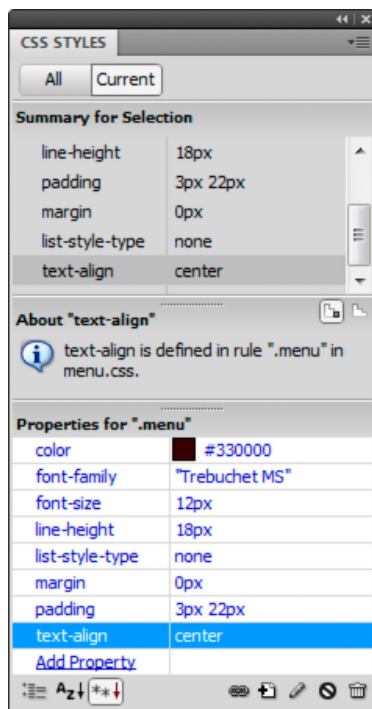 CSS STYLES
All Current
Summary for Selection
line-height 18px
padding 3px 22px
margin 0px
list-style-type none
text-align center
About "text-align"
text-align is defined in rule ".menu" in
menu.css.
Properties for ".menu"
color #330000
font-family "Trebuchet MS"
font-size 12px
line-height 18px
list-style-type none
margin 0px
padding 3px 22px
text-align center
Add Property
AZ **